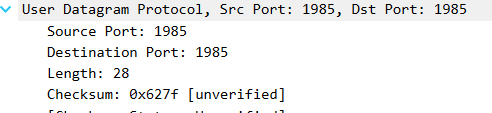 User Datagram Protocol, Src Port: 1985, Dst Port: 1985
Source Port: 1985
Destination Port: 1985
Length: 28
Checksum: 0x627f [unverified]